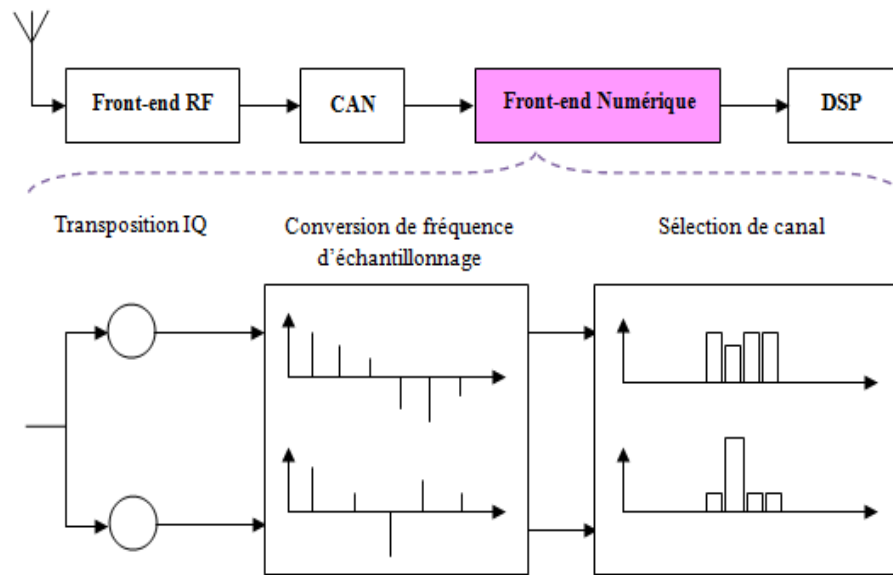 Front-end RF
CAN
Front-end Numérique
DSP
Transposition IQ
Conversion de fréquence
d'échantillonnage
Sélection de canal